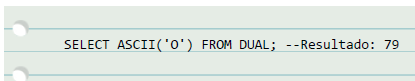 SELECT ASCII('O') FROM DUAL; --Resultado: 79